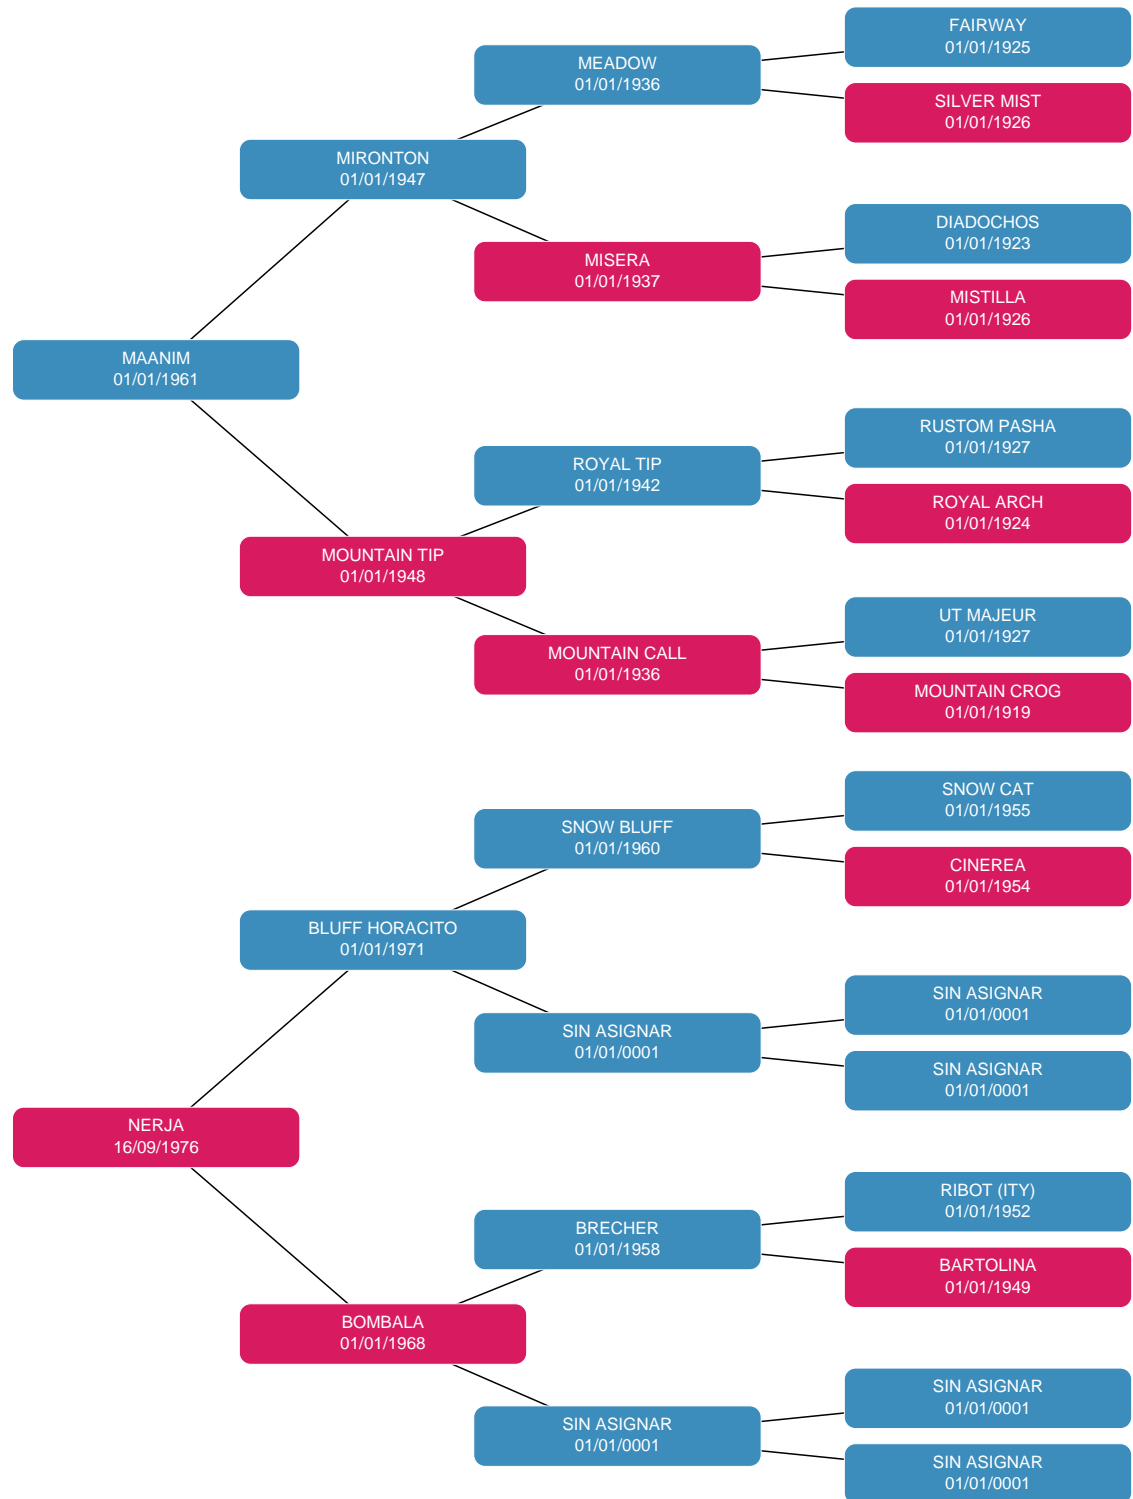 FAIRWAY
01/01/1925
MEADOW
01/01/1936
SILVER MIST
01/01/1926
MIRONTON
01/01/1947
DIADOCHOS
01/01/1923
MISERA
01/01/1937
MISTILLA
01/01/1926
MAANIM
01/01/1961
RUSTOM PASHA
01/01/1927
ROYAL TIP
01/01/1942
ROYAL ARCH
01/01/1924
MOUNTAIN TIP
01/01/1948
UT MAJEUR
01/01/1927
MOUNTAIN CALL
01/01/1936
MOUNTAIN CROG
01/01/1919
SNOW CAT
01/01/1955
SNOW BLUFF
01/01/1960
CINEREA
01/01/1954
BLUFF HORACITO
01/01/1971
SIN ASIGNAR
01/01/0001
SIN ASIGNAR
01/01/0001
SIN ASIGNAR
01/01/0001
NERJA
16/09/1976
RIBOT (ITY)
01/01/1952
BRECHER
01/01/1958
BARTOLINA
01/01/1949
BOMBALA
01/01/1968
SIN ASIGNAR
01/01/0001
SIN ASIGNAR
01/01/0001
SIN ASIGNAR
01/01/0001